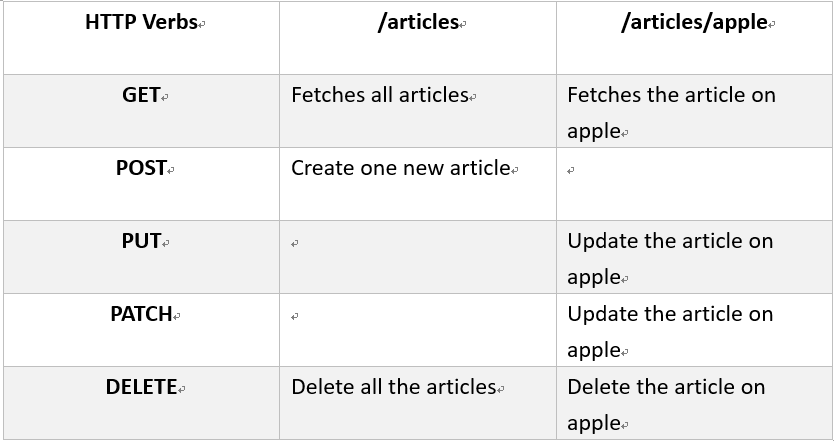 HTTP Verbs /articles /articles/apple
GET Fetches all articles Fetches the article on
apple
POST Create one new article
PUT Update the article on
apple
PATCH Update the article on
apple
DELETE Delete all the articles Delete the article on
apple